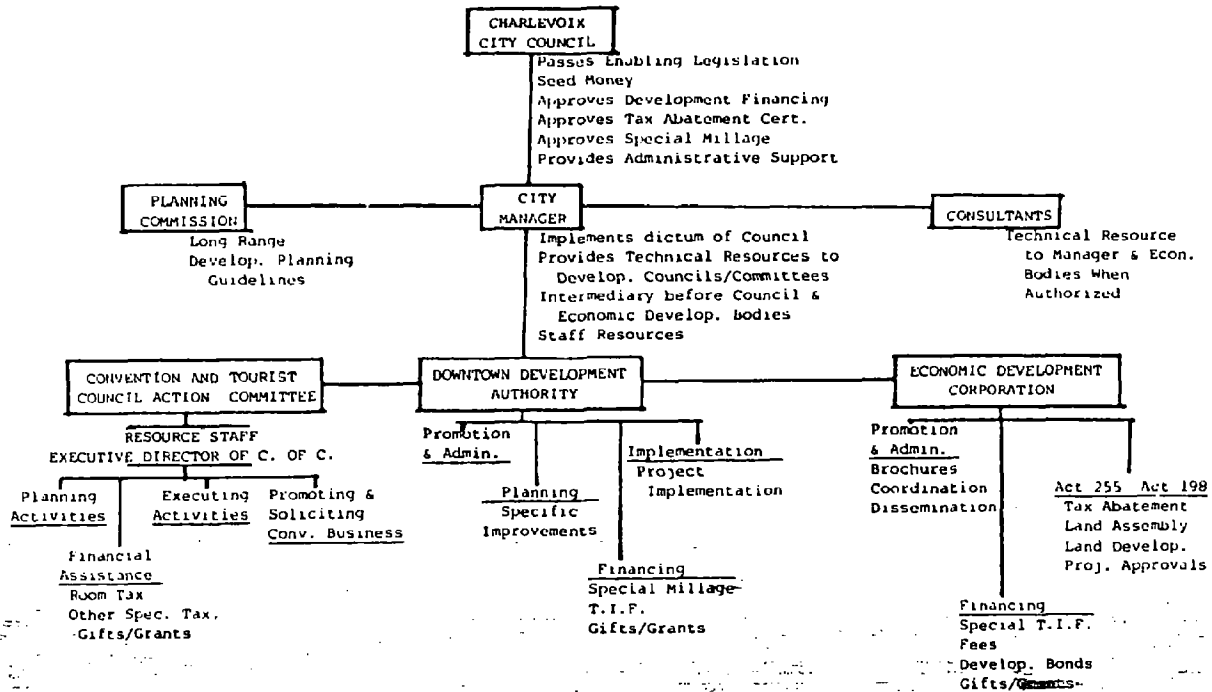 CHARLEVOIX
CITY COUNCIL
Passes Enabling Legislation
Seed Money
Approves Development Financing
Approves Tax Abatement Cert.
Approves Special Millage
Provides Administrative Support
PLANNING
COMMISSION
Long Range
Develop. Planning
Guidelines
CITY
MANAGER
Implements dictum of Council
Provides Technical Resources to
Develop. Councils/Committees
Intermediary before Council &
Economic Develop. Bodies
Staff Resources
CONSULTANTS
Technical Resource
to Manager & Econ.
Bodies When
Authorized
CONVENTION AND TOURIST
COUNCIL ACTION COMMITTEE
RESOURCE STAFF
EXECUTIVE DIRECTOR OF C. OF C.
Planning
Activities
Financial
Assistance
Room Tax
Other Spec. Tax,
Gifts/Grants
Executing
Activities
Promoting &
Soliciting
Conv. Business
DOWNTOWN DEVELOPMENT
AUTHORITY
Promotion
& Admin.
Planning
Specific
Improvements
Financing
Special Millage
T.I.F.
Gifts/Grants
Implementation
Project
Implementation
ECONOMIC DEVELOPMENT
CORPORATION
Promotion
& Admin.
Brochures
Coordination
Dissemination
Financing
Special T.I.F.
Fees
Develop. Bonds
Gifts/Grants
Act 255 Act 198
Tax Abatement
Land Assembly
Land Develop.
Proj. Approvals